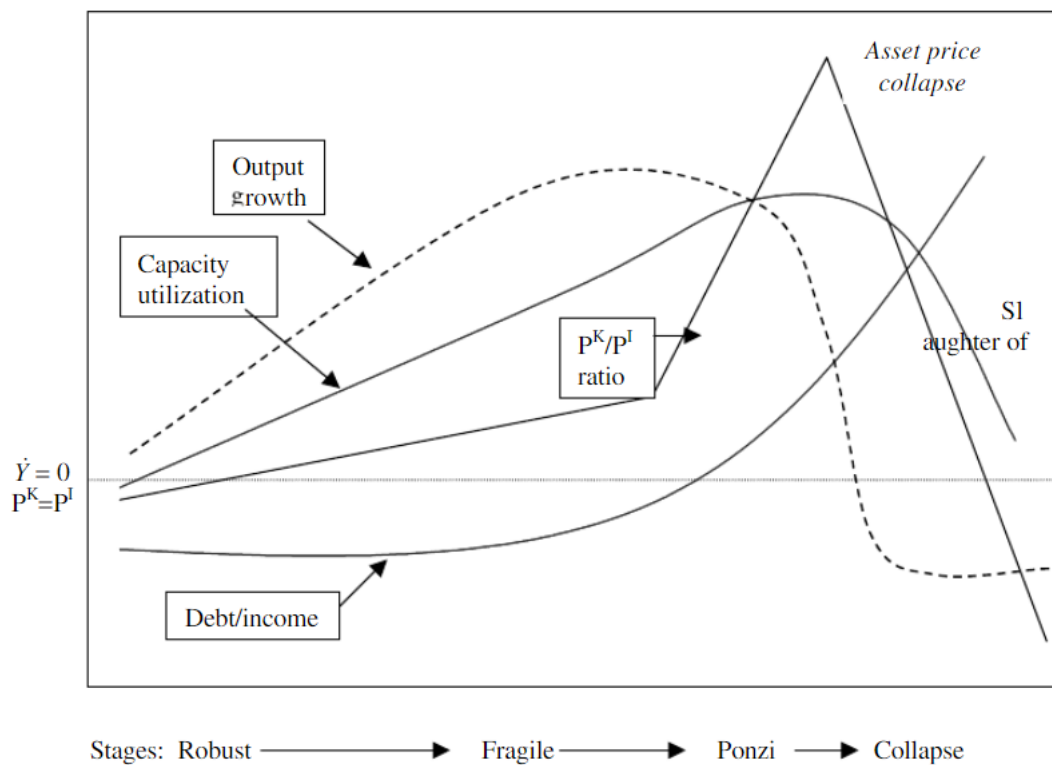 Asset price
collapse
Output
growth
Capacity
utilization
Sl
aughter of
P^K/P^I
ratio
Ẏ = 0
P^K=P^I
Debt/income
Stages: Robust Fragile Ponzi Collapse